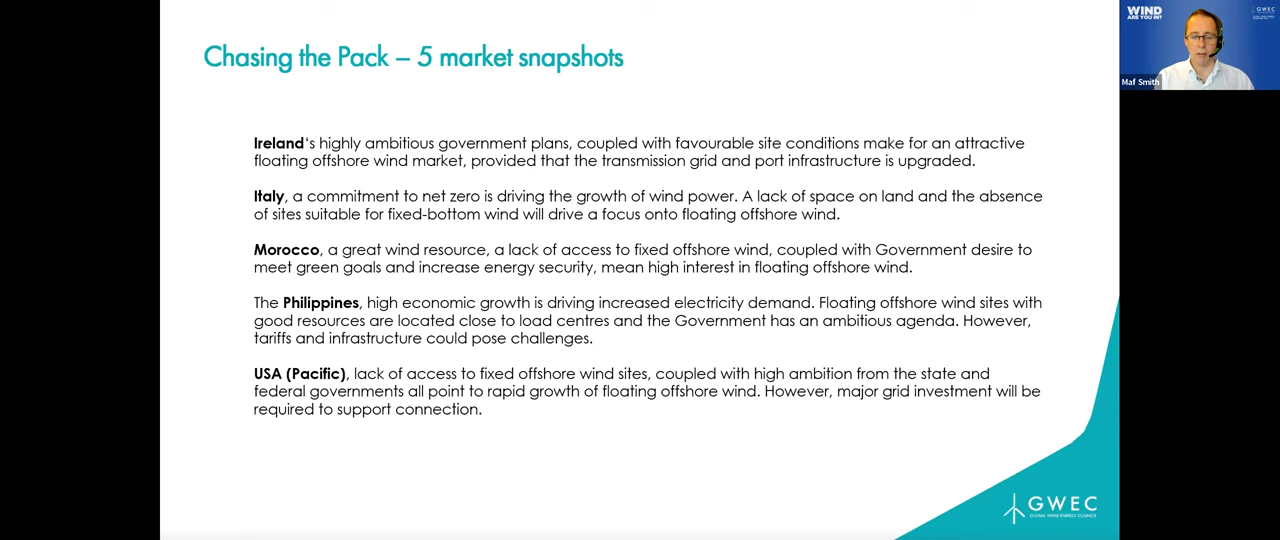 Chasing the Pack – 5 market snapshots
Ireland's highly ambitious government plans, coupled with favourable site conditions make for an attractive
floating offshore wind market, provided that the transmission grid and port infrastructure is upgraded.
Italy, a commitment to net zero is driving the growth of wind power. A lack of space on land and the absence
of sites suitable for fixed-bottom wind will drive a focus onto floating offshore wind.
Morocco, a great wind resource, a lack of access to fixed offshore wind, coupled with Government desire to
meet green goals and increase energy security, mean high interest in floating offshore wind.
The Philippines, high economic growth is driving increased electricity demand. Floating offshore wind sites with
good resources are located close to load centres and the Government has an ambitious agenda. However,
tariffs and infrastructure could pose challenges.
USA (Pacific), lack of access to fixed offshore wind sites, coupled with high ambition from the state and
federal governments all point to rapid growth of floating offshore wind. However, major grid investment will be
required to support connection.
GWEC
GLOBAL WIND ENERGY COUNCIL
WIND
ARE YOU IN?
GWEC
Maf Smith